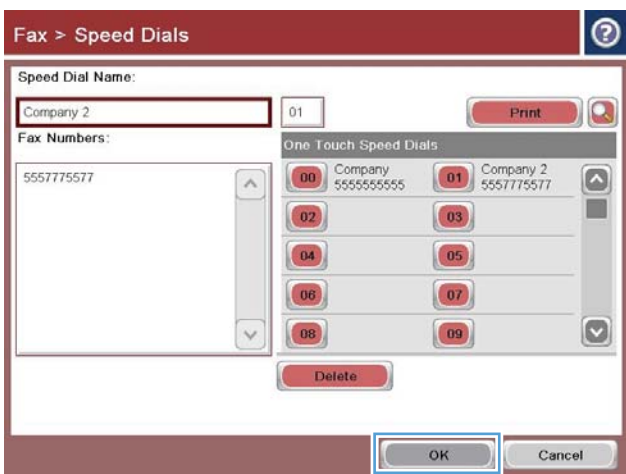 Fax > Speed Dials
?
Speed Dial Name:
Company 2
01
Print
Fax Numbers:
5557775577
One Touch Speed Dials
00 Company 5555555555 01 Company 2 5557775577
02 03
04 05
06 07
08 09
Delete
OK Cancel